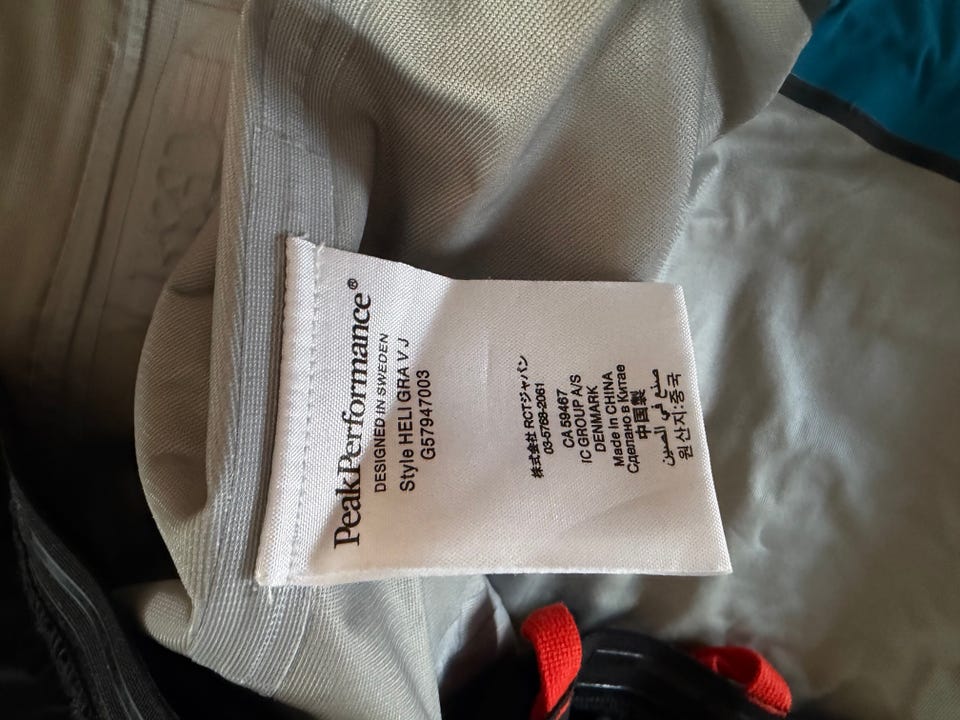 PeakPerformance®
DESIGNED IN SWEDEN
Style HELI GRA V J
G57947003
株式会社 RCTジャパン
03-5768-2061
CA 59467
IC GROUP A/S
DENMARK
Made in CHINA
Сделано в Китае
中国製
صنع في الصين
원산지:중국